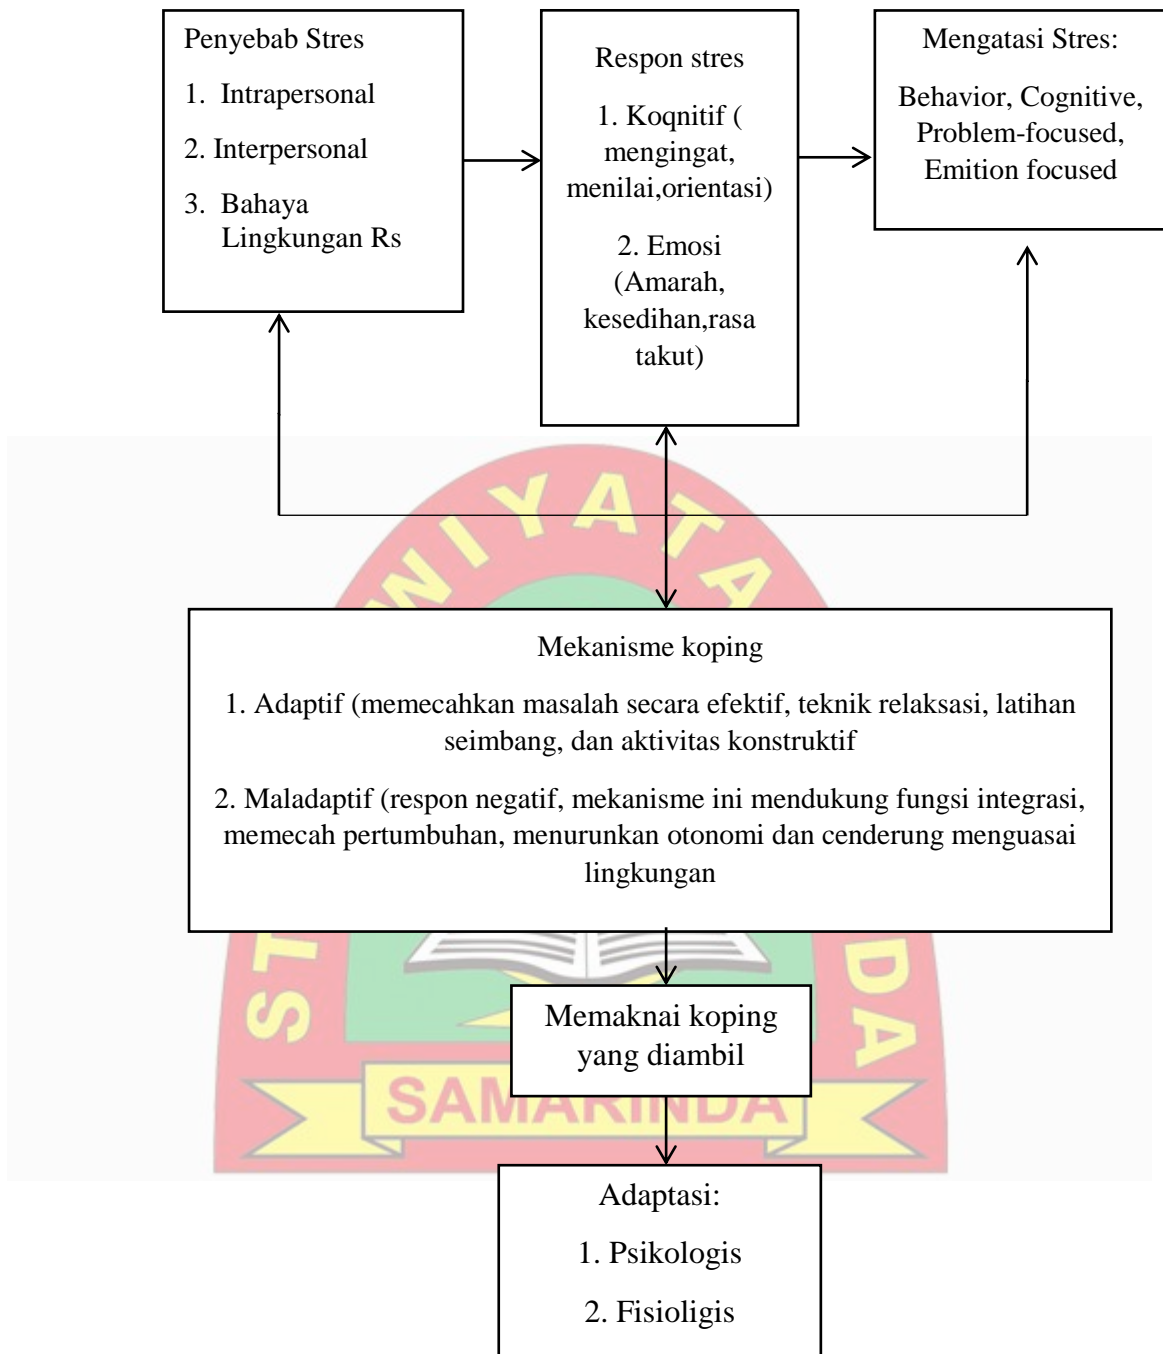 Penyebab Stres
1. Intrapersonal
2. Interpersonal
3. Bahaya
Lingkungan Rs
Respon stres
1. Koqnitif (
mengingat,
menilai,orientasi)
2. Emosi
(Amarah,
kesedihan,rasa
takut)
Mengatasi Stres:
Behavior, Cognitive,
Problem-focused,
Emition focused
WIYATA
Mekanisme koping
1. Adaptif (memecahkan masalah secara efektif, teknik relaksasi, latihan
seimbang, dan aktivitas konstruktif
2. Maladaptif (respon negatif, mekanisme ini mendukung fungsi integrasi,
memecah pertumbuhan, menurunkan otonomi dan cenderung menguasai
lingkungan
ST
DA
Memaknai koping
yang diambil
SAMARINDA
Adaptasi:
1. Psikologis
2. Fisioligis